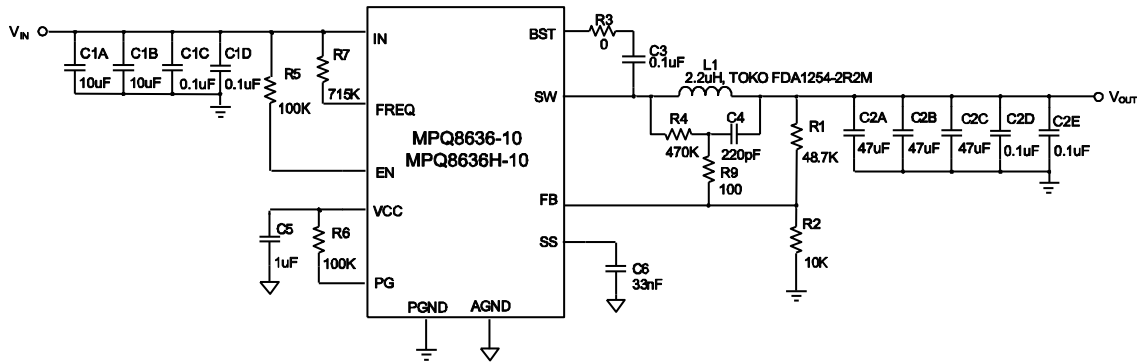 V_IN
C1A
10uF
C1B
10uF
C1C
0.1uF
C1D
0.1uF
R5
100K
R7
715K
IN
FREQ
EN
VCC
PG
C5
1uF
R6
100K
MPQ8636-10
MPQ8636H-10
PGND
AGND
BST
SW
FB
SS
R3
0
C3
0.1uF
L1
2.2uH, TOKO FDA1254-2R2M
R4
470K
C4
220pF
R9
100
R1
48.7K
R2
10K
C6
33nF
C2A
47uF
C2B
47uF
C2C
47uF
C2D
0.1uF
C2E
0.1uF
V_OUT